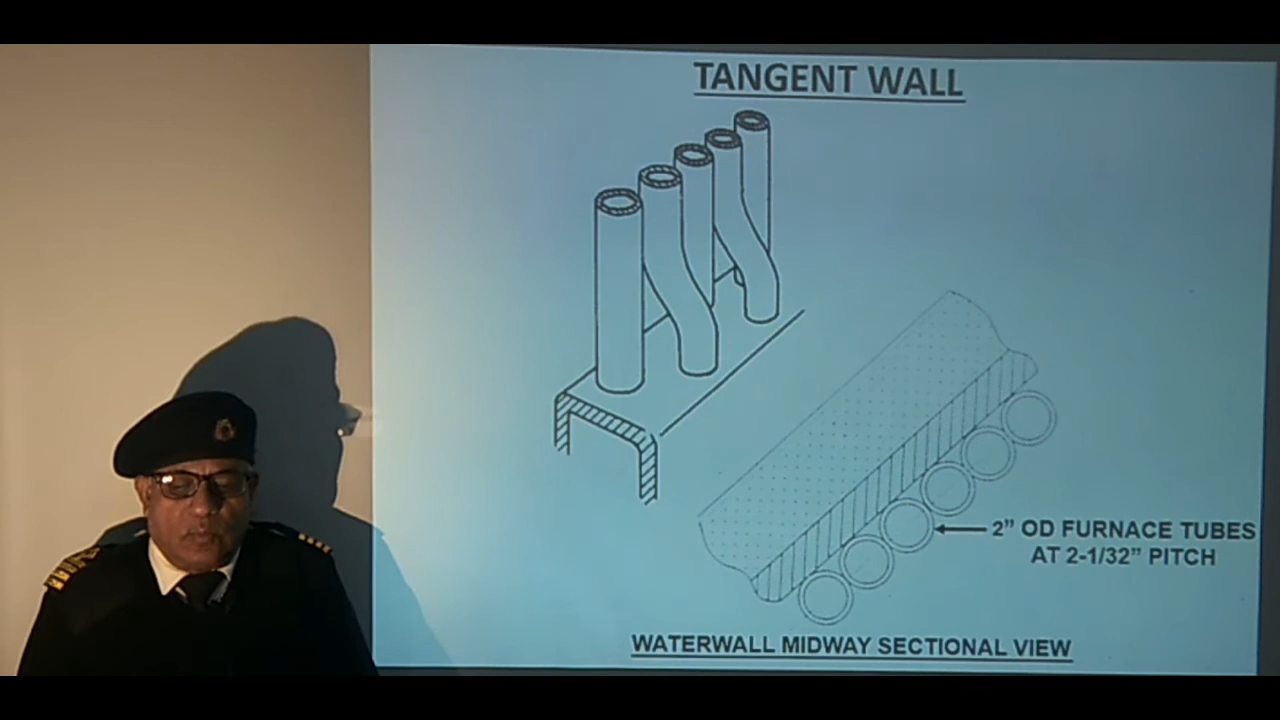 TANGENT WALL
2” OD FURNACE TUBES
AT 2-1/32” PITCH
WATERWALL MIDWAY SECTIONAL VIEW